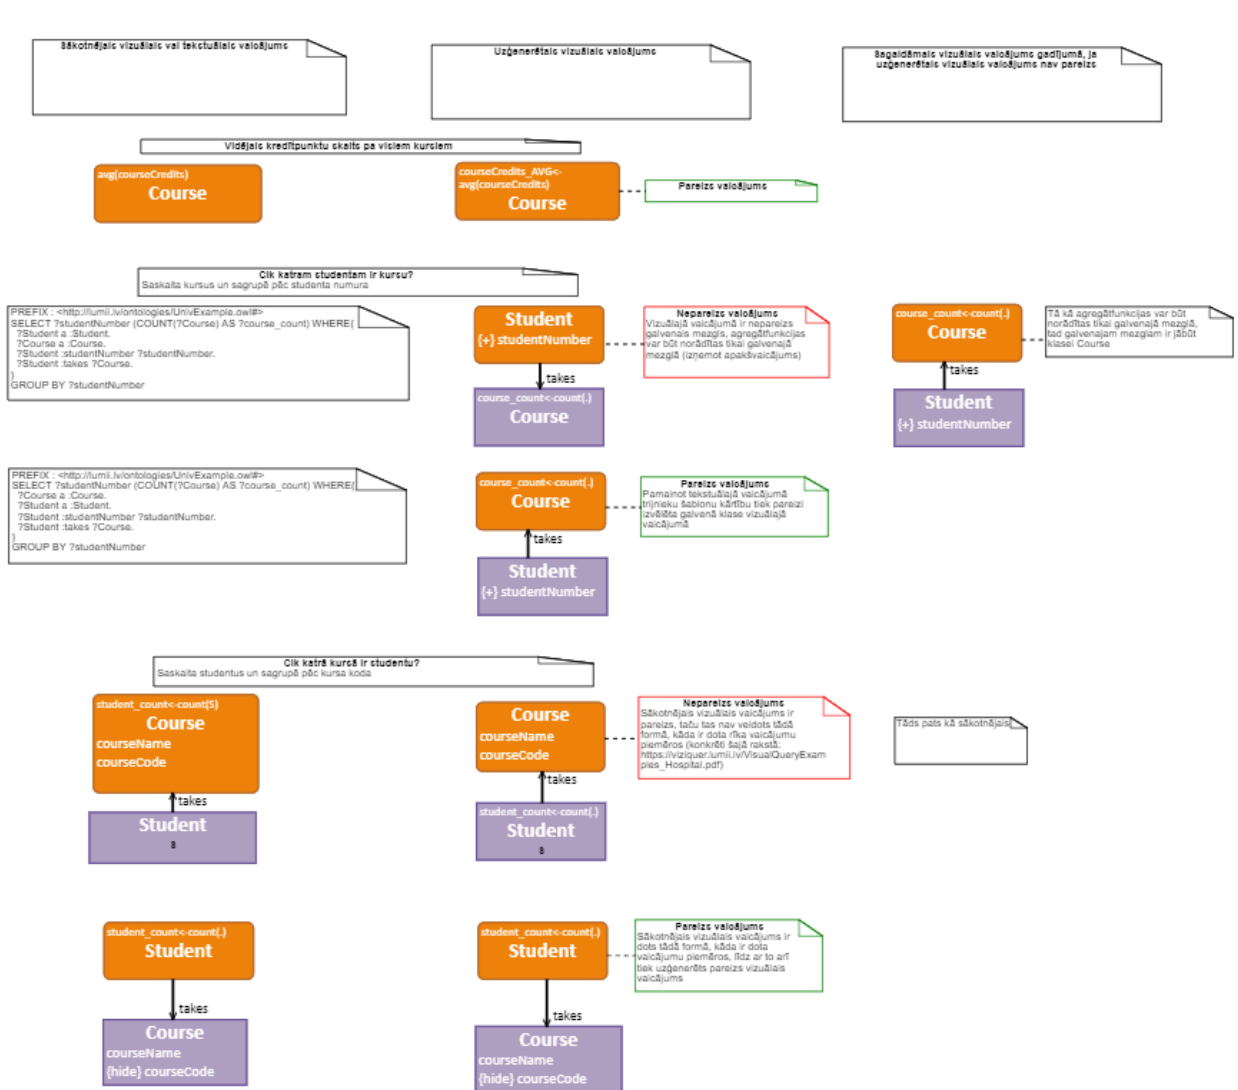 Sākotnējais vizuālais vai tekstuālais vaicājums
Uzģenerētais vizuālais vaicājums
Sagaidāmais vizuālais vaicājums gadījumā, ja
uzģenerētais vizuālais vaicājums nav pareizs
Vidējais kredītpunktu skaits pa visiem kursiem
avg(courseCredits)
Course
courseCredits_AVG<-
avg(courseCredits)
Course
Pareizs vaicājums
Cik katram studentam ir kursu?
Saskaita kursus un sagrupē pēc studenta numura
PREFIX : <http://lumii.lv/ontologies/UnivExample.owl#>
SELECT ?studentNumber (COUNT(?Course) AS ?course_count) WHERE{
?Student a :Student.
?Course a :Course.
?Student :studentNumber ?studentNumber.
?Student :takes ?Course.
}
GROUP BY ?studentNumber
Student
{+} studentNumber
takes
course_count<-count(.)
Course
Nepareizs vaicājums
Vizuālajā vaicājumā ir nepareizs
galvenais mezgls, agregātfunkcijas
var būt norādītas tikai galvenajā
mezglā (izņemot apakšvaicājums)
course_count<-count(.)
Course
takes
Student
{+} studentNumber
Tā kā agregātfunkcijas var būt
norādītas tikai galvenajā mezglā,
tad galvenajam mezglam ir jābūt
klasei Course
PREFIX : <http://lumii.lv/ontologies/UnivExample.owl#>
SELECT ?studentNumber (COUNT(?Course) AS ?course_count) WHERE{
?Course a :Course.
?Student a :Student.
?Student :studentNumber ?studentNumber.
?Student :takes ?Course.
}
GROUP BY ?studentNumber
course_count<-count(.)
Course
takes
Student
{+} studentNumber
Pareizs vaicājums
Pamainot tekstuālajā vaicājumā
trijnieku šablonu kārtību tiek pareizi
izvēlēta galvenā klase vizuālajā
vaicājumā
Cik katrā kursā ir studentu?
Saskaita studentus un sagrupē pēc kursa koda
student_count<-count(S)
Course
courseName
courseCode
takes
Student
s
Course
courseName
courseCode
takes
student_count<-count(.)
Student
s
Nepareizs vaicājums
Sākotnējais vizuālais vaicājums ir
pareizs, taču tas nav veidots tādā
formā, kāda ir dota rīka vaicājumu
piemēros (konkrēti šajā rakstā:
https://viziquer.lumii.lv/VisualQueryExam
ples_Hospital.pdf)
Tāds pats kā sākotnējais
student_count<-count(.)
Student
takes
Course
courseName
{hide} courseCode
student_count<-count(.)
Student
takes
Course
courseName
{hide} courseCode
Pareizs vaicājums
Sākotnējais vizuālais vaicājums ir
dots tādā formā, kāda ir dota
vaicājumu piemēros, līdz ar to arī
tiek uzģenerēts pareizs vizuālais
vaicājums